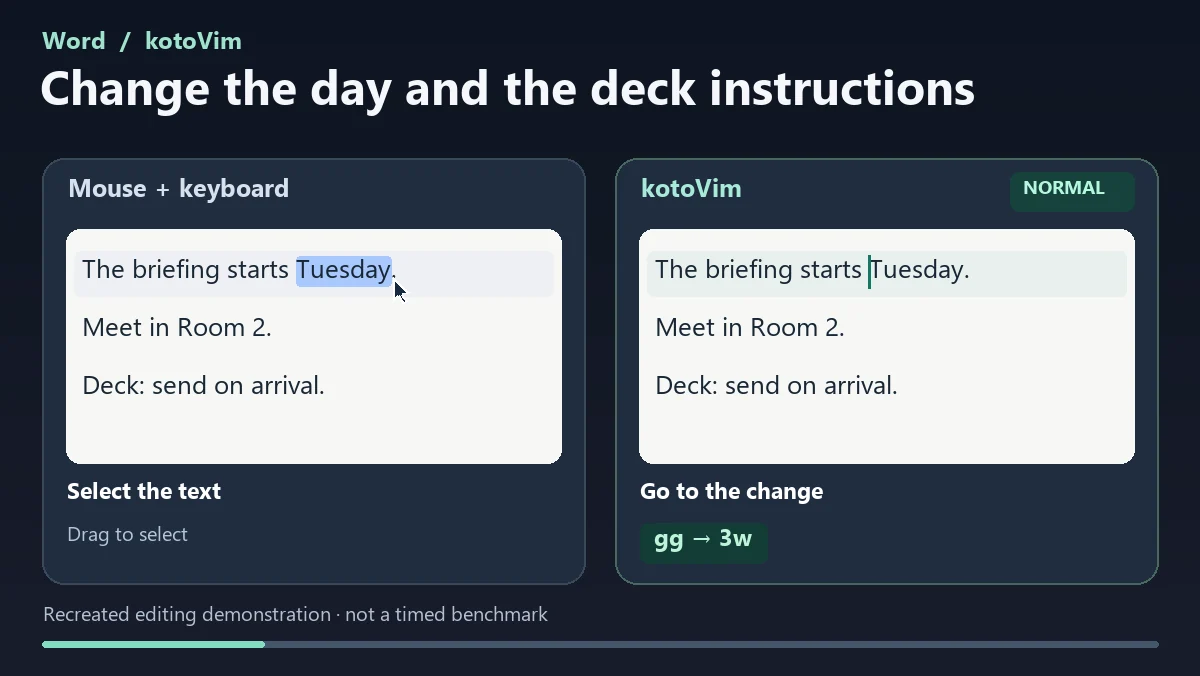 Word / kotoVim
Change the day and the deck instructions
Mouse + keyboard
The briefing starts Tuesday.
Meet in Room 2.
Deck: send on arrival.
Select the text
Drag to select
kotoVim
NORMAL
The briefing starts Tuesday.
Meet in Room 2.
Deck: send on arrival.
Go to the change
gg → 3w
Recreated editing demonstration · not a timed benchmark